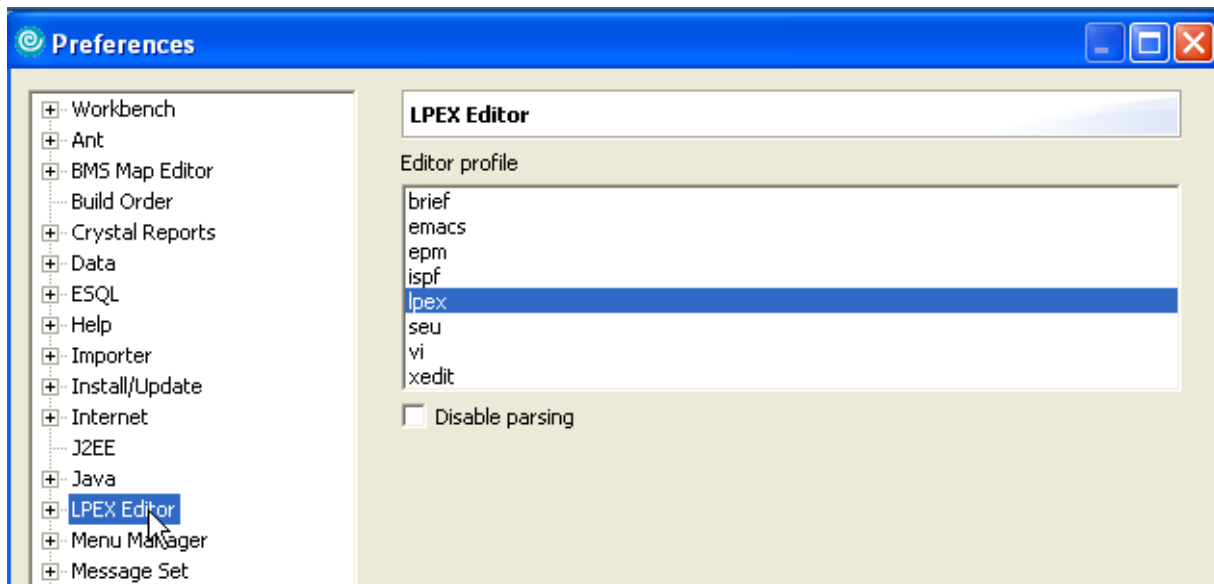 Preferences
Workbench
Ant
BMS Map Editor
Build Order
Crystal Reports
Data
ESQL
Help
Importer
Install/Update
Internet
J2EE
Java
LPEX Editor
Menu Manager
Message Set
LPEX Editor
Editor profile
brief
emacs
epm
ispf
lpex
seu
vi
xedit
Disable parsing